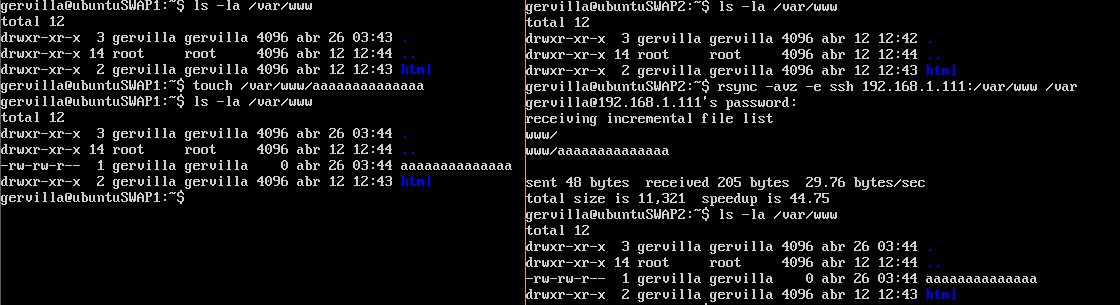 gervilla@ubuntuSWAP1:~$ ls -la /var/www
total 12
drwxr-xr-x  3 gervilla gervilla 4096 abr 26 03:43 .
drwxr-xr-x 14 root     root     4096 abr 12 12:44 ..
drwxr-xr-x  2 gervilla gervilla 4096 abr 12 12:43 html
gervilla@ubuntuSWAP1:~$ touch /var/www/aaaaaaaaaaaaaa
gervilla@ubuntuSWAP1:~$ ls -la /var/www
total 12
drwxr-xr-x  3 gervilla gervilla 4096 abr 26 03:44 .
drwxr-xr-x 14 root     root     4096 abr 12 12:44 ..
-rw-rw-r--  1 gervilla gervilla    0 abr 26 03:44 aaaaaaaaaaaaaa
drwxr-xr-x  2 gervilla gervilla 4096 abr 12 12:43 html
gervilla@ubuntuSWAP1:~$
gervilla@ubuntuSWAP2:~$ ls -la /var/www
total 12
drwxr-xr-x  3 gervilla gervilla 4096 abr 12 12:42 .
drwxr-xr-x 14 root     root     4096 abr 12 12:44 ..
drwxr-xr-x  2 gervilla gervilla 4096 abr 12 12:43 html
gervilla@ubuntuSWAP2:~$ rsync -avz -e ssh 192.168.1.111:/var/www /var
gervilla@192.168.1.111's password:
receiving incremental file list
www/
www/aaaaaaaaaaaaaa
sent 48 bytes  received 205 bytes  29.76 bytes/sec
total size is 11,321  speedup is 44.75
gervilla@ubuntuSWAP2:~$ ls -la /var/www
total 12
drwxr-xr-x  3 gervilla gervilla 4096 abr 26 03:44 .
drwxr-xr-x 14 root     root     4096 abr 12 12:44 ..
-rw-rw-r--  1 gervilla gervilla    0 abr 26 03:44 aaaaaaaaaaaaaa
drwxr-xr-x  2 gervilla gervilla 4096 abr 12 12:43 html